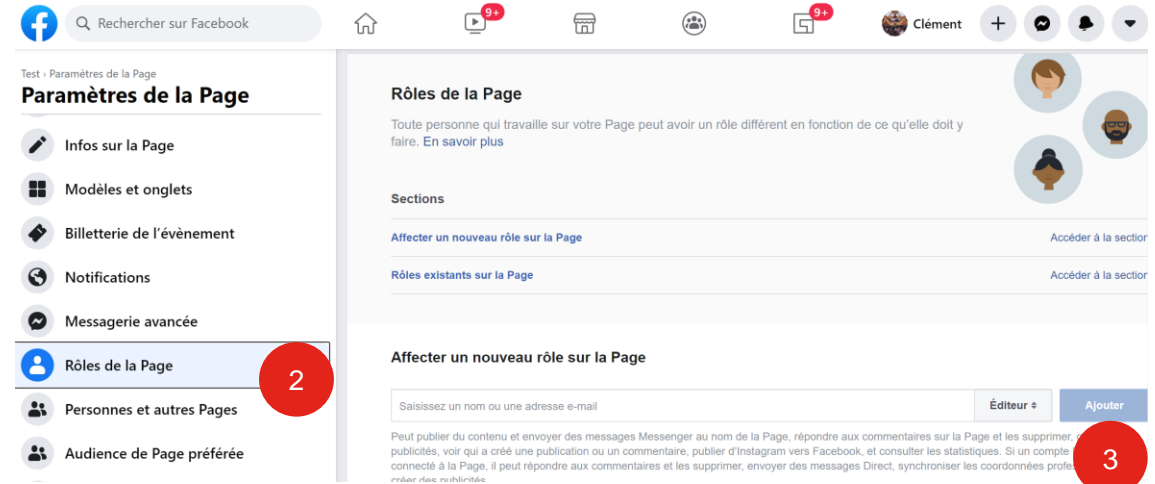 Rechercher sur Facebook
9+
9+
Clément
Test › Paramètres de la Page
Paramètres de la Page
Infos sur la Page
Modèles et onglets
Billetterie de l'évènement
Notifications
Messagerie avancée
Rôles de la Page
2
Personnes et autres Pages
Audience de Page préférée
Rôles de la Page
Toute personne qui travaille sur votre Page peut avoir un rôle différent en fonction de ce qu'elle doit y
faire. En savoir plus
Sections
Affecter un nouveau rôle sur la Page Accéder à la section
Rôles existants sur la Page Accéder à la section
Affecter un nouveau rôle sur la Page
Saisissez un nom ou une adresse e-mail Éditeur Ajouter
Peut publier du contenu et envoyer des messages Messenger au nom de la Page, répondre aux commentaires sur la Page et les supprimer,
publicités, voir qui a créé une publication ou un commentaire, publier d'Instagram vers Facebook, et consulter les statistiques. Si un compte
connecté à la Page, il peut répondre aux commentaires et les supprimer, envoyer des messages Direct, synchroniser les coordonnées
créer des publicités.
3